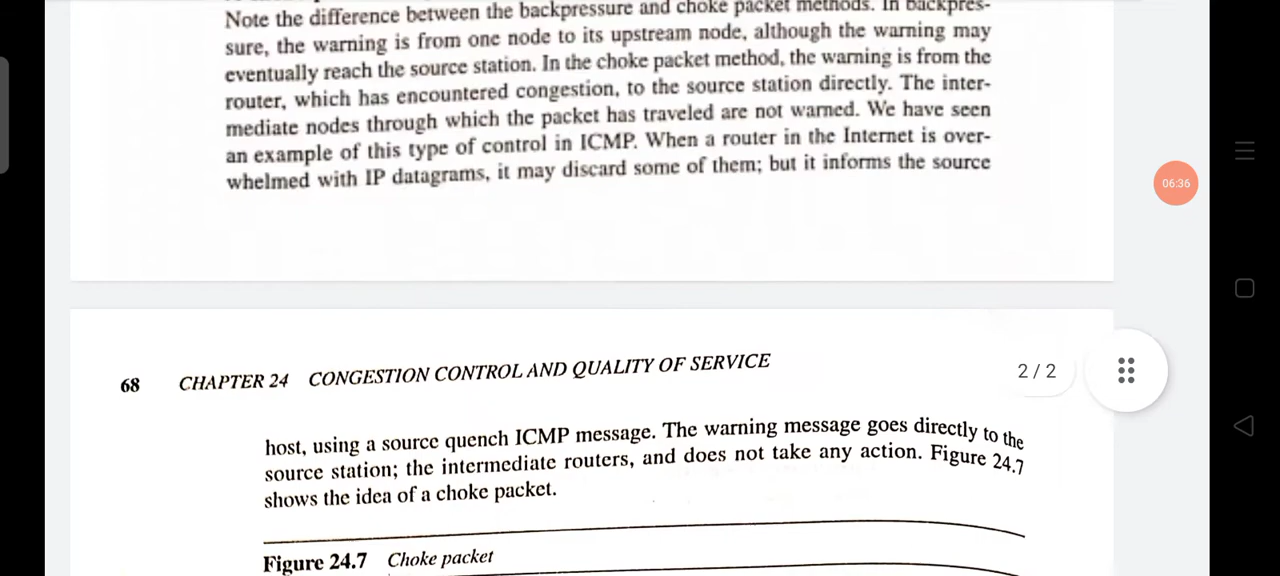 Note the difference between the backpressure and choke packet methods. In backpres-
sure, the warning is from one node to its upstream node, although the warning may
eventually reach the source station. In the choke packet method, the warning is from the
router, which has encountered congestion, to the source station directly. The inter-
mediate nodes through which the packet has traveled are not warned. We have seen
an example of this type of control in ICMP. When a router in the Internet is over-
whelmed with IP datagrams, it may discard some of them; but it informs the source
06:36
68 CHAPTER 24 CONGESTION CONTROL AND QUALITY OF SERVICE
2 / 2
host, using a source quench ICMP message. The warning message goes directly to the
source station; the intermediate routers, and does not take any action. Figure 24.7
shows the idea of a choke packet.
Figure 24.7 Choke packet